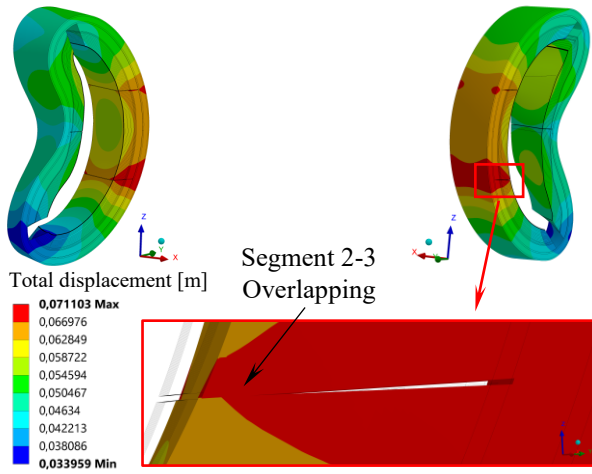 Z
Y
X
Z
X
Y
Total displacement [m]
Segment 2-3
Overlapping
0,071103 Max
0,066976
0,062849
0,058722
0,054594
0,050467
0,04634
0,042213
0,038086
0,033959 Min